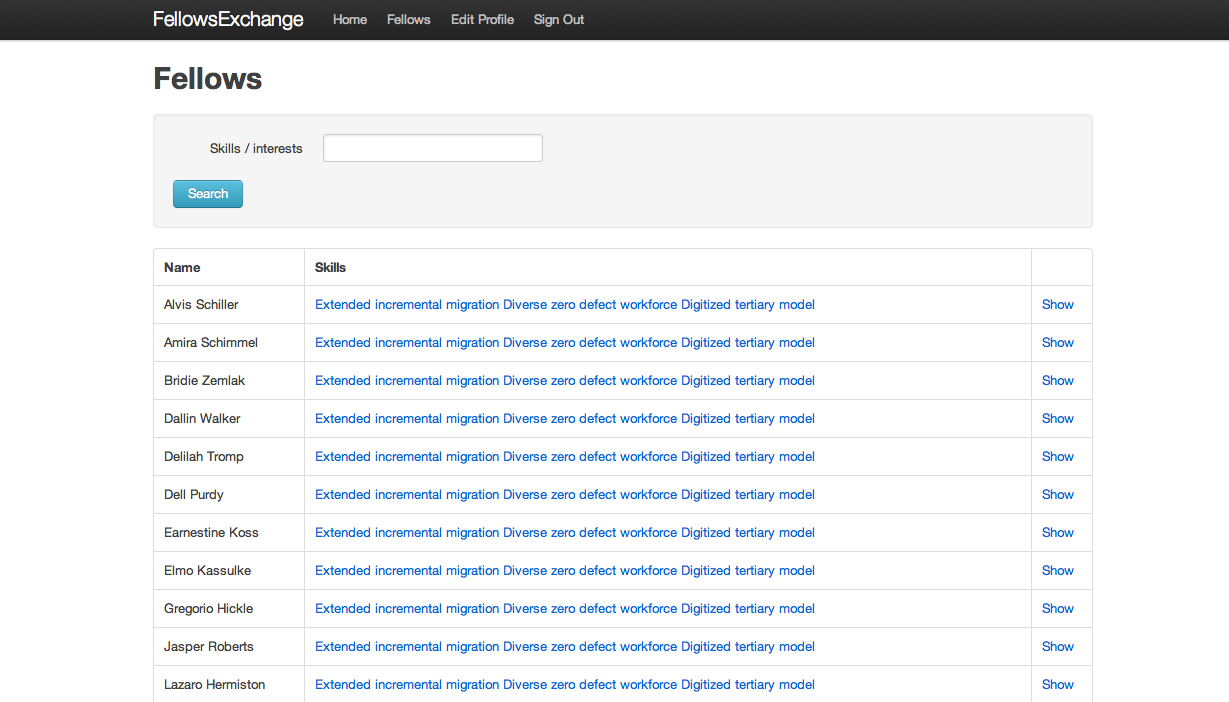 FellowsExchange Home Fellows Edit Profile Sign Out
Fellows
Skills / interests
Search
Name Skills
Alvis Schiller Extended incremental migration Diverse zero defect workforce Digitized tertiary model Show
Amira Schimmel Extended incremental migration Diverse zero defect workforce Digitized tertiary model Show
Bridie Zemlak Extended incremental migration Diverse zero defect workforce Digitized tertiary model Show
Dallin Walker Extended incremental migration Diverse zero defect workforce Digitized tertiary model Show
Delilah Tromp Extended incremental migration Diverse zero defect workforce Digitized tertiary model Show
Dell Purdy Extended incremental migration Diverse zero defect workforce Digitized tertiary model Show
Earnestine Koss Extended incremental migration Diverse zero defect workforce Digitized tertiary model Show
Elmo Kassulke Extended incremental migration Diverse zero defect workforce Digitized tertiary model Show
Gregorio Hickle Extended incremental migration Diverse zero defect workforce Digitized tertiary model Show
Jasper Roberts Extended incremental migration Diverse zero defect workforce Digitized tertiary model Show
Lazaro Hermiston Extended incremental migration Diverse zero defect workforce Digitized tertiary model Show